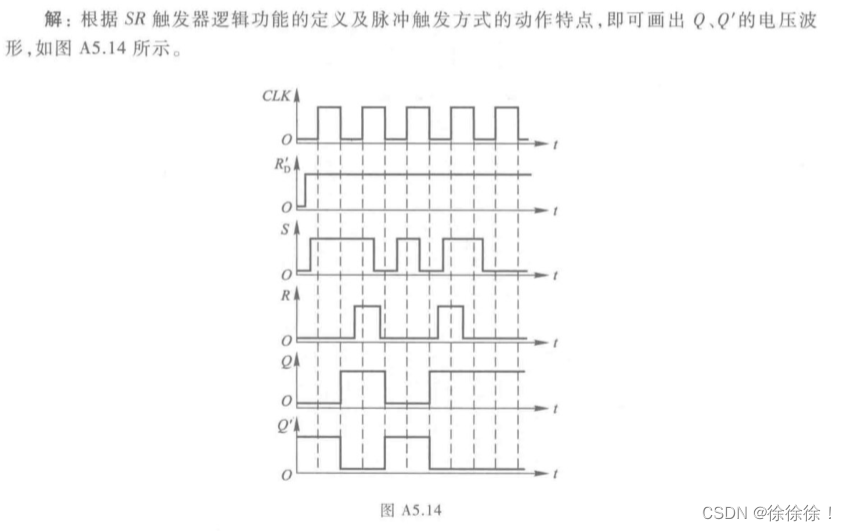 解：根据 SR 触发器逻辑功能的定义及脉冲触发方式的动作特点，即可画出 Q、Q′的电压波
形，如图 A5.14 所示。
CLK
O
t
R′D
O
t
S
O
t
R
O
t
Q
O
t
Q′
O
t
图 A5.14
CSDN @徐徐徐！